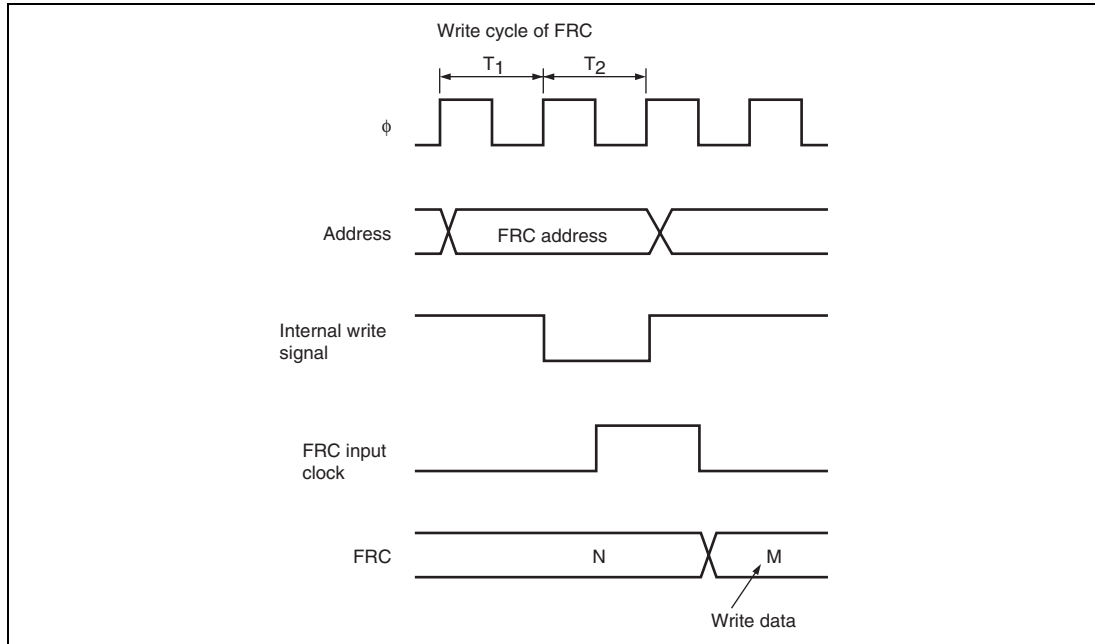 Write cycle of FRC
T1 T2
ϕ
Address
FRC address
Internal write
signal
FRC input
clock
FRC
N
M
Write data